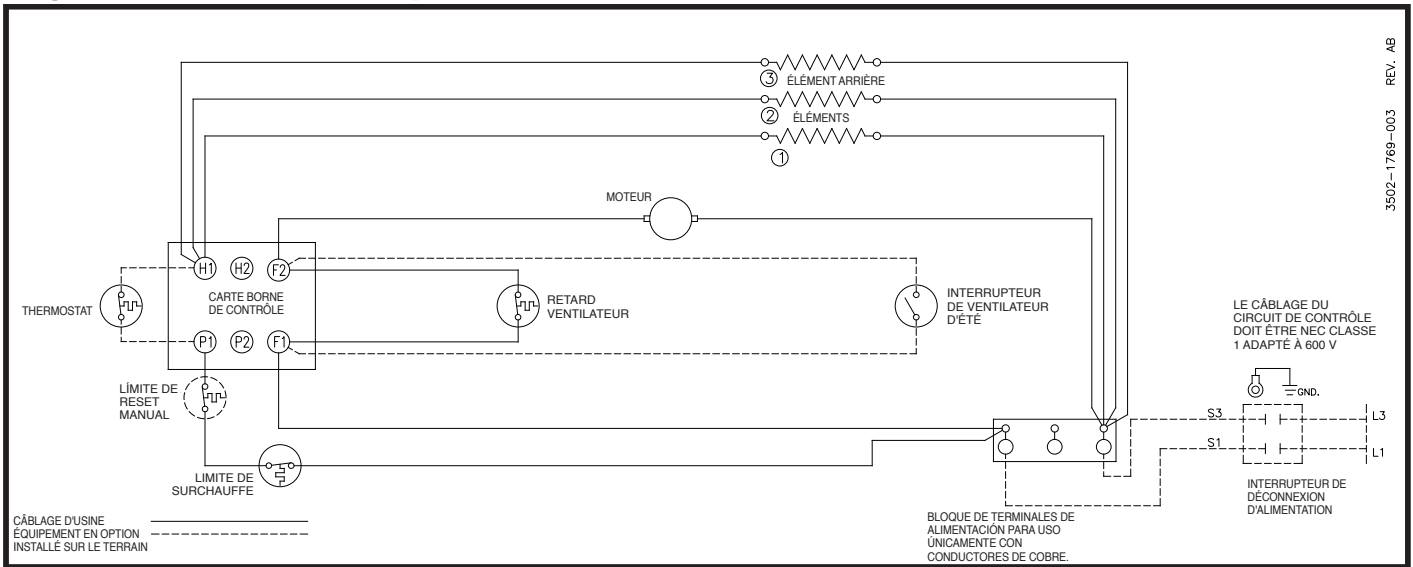 3
ÉLÉMENT ARRIÈRE
2
ÉLÉMENTS
1
3502-1769-003 REV. AB
MOTEUR
H1 H2 F2
THERMOSTAT
CARTE BORNE
DE CONTRÔLE
P1 P2 F1
RETARD
VENTILATEUR
INTERRUPTEUR
DE VENTILATEUR
D'ÉTÉ
LE CÂBLAGE DU
CIRCUIT DE CONTRÔLE
DOIT ÊTRE NEC CLASSE
1 ADAPTÉ À 600 V
LÍMITE DE
RESET
MANUAL
GND.
S3
L3
S1
L1
LIMITE DE
SURCHAUFFE
INTERRUPTEUR DE
DÉCONNEXION
D'ALIMENTATION
BLOQUE DE TERMINALES DE
ALIMENTACIÓN PARA USO
ÚNICAMENTE CON
CONDUCTORES DE COBRE.
CÂBLAGE D'USINE
ÉQUIPEMENT EN OPTION
INSTALLÉ SUR LE TERRAIN